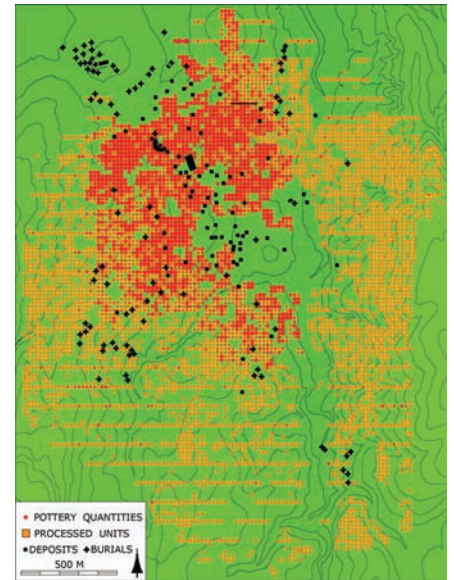 POTTERY QUANTITIES
PROCESSED UNITS
DEPOSITS BURIALS
500 M